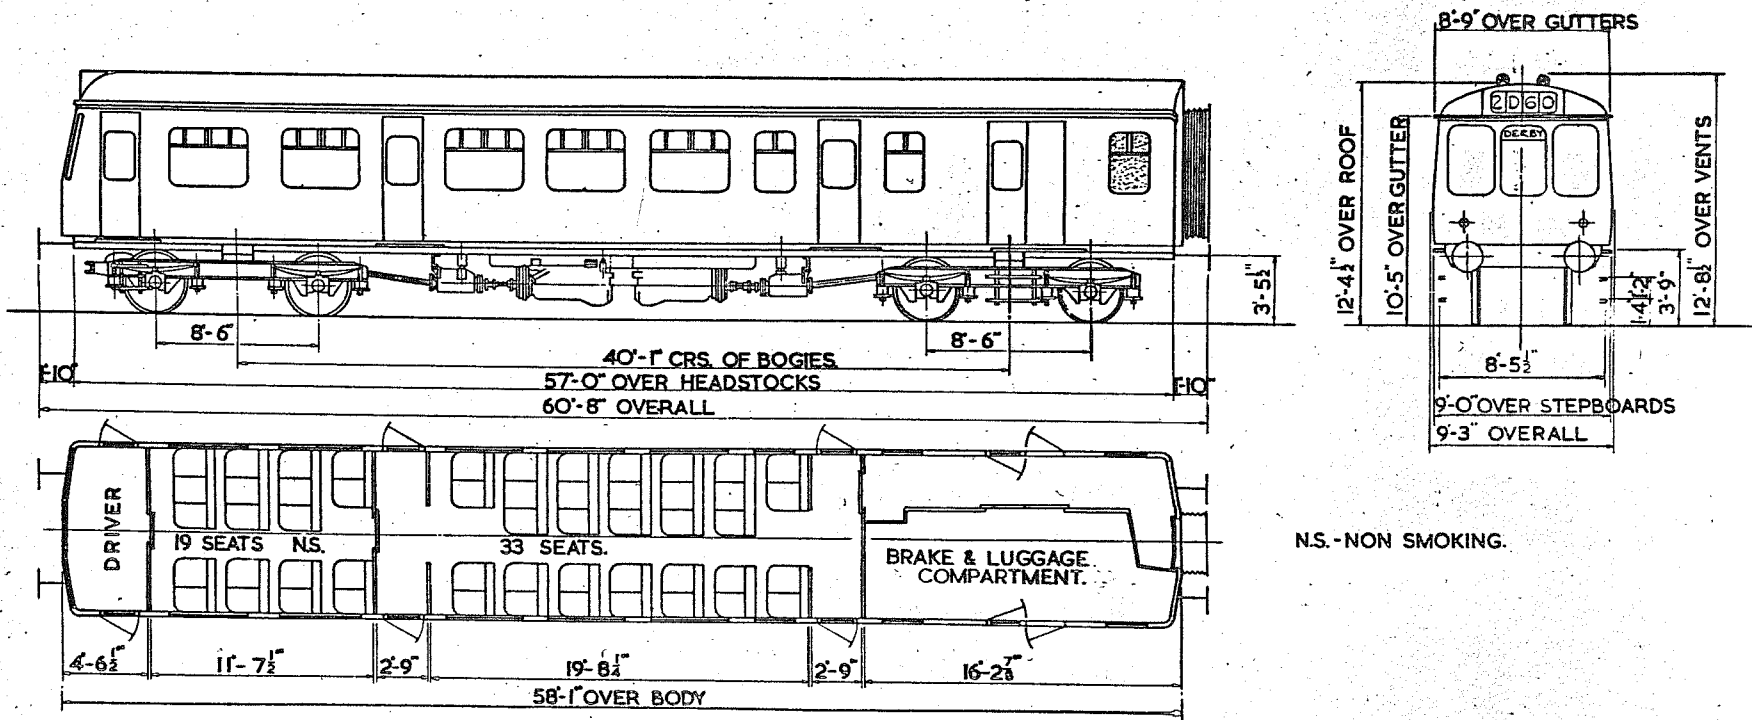 8'-9" OVER GUTTERS
2D60
DERBY
12'-4½" OVER ROOF
10'-5" OVER GUTTER
12'-8½" OVER VENTS
3'-5½"
1'-2"
1'-4½"
3'-9"
8'-6"
8'-6"
40'-1" CRS. OF BOGIES.
1'-10"
57'-0" OVER HEADSTOCKS
1'-10"
60'-8" OVERALL
8'-5½"
9'-0" OVER STEPBOARDS
9'-3" OVERALL
DRIVER
19 SEATS N.S.
33 SEATS.
BRAKE & LUGGAGE
COMPARTMENT.
N.S.-NON SMOKING.
4'-6½"
11'-7½"
2'-9"
19'-8¼"
2'-9"
16'-2⅞"
58'-1" OVER BODY